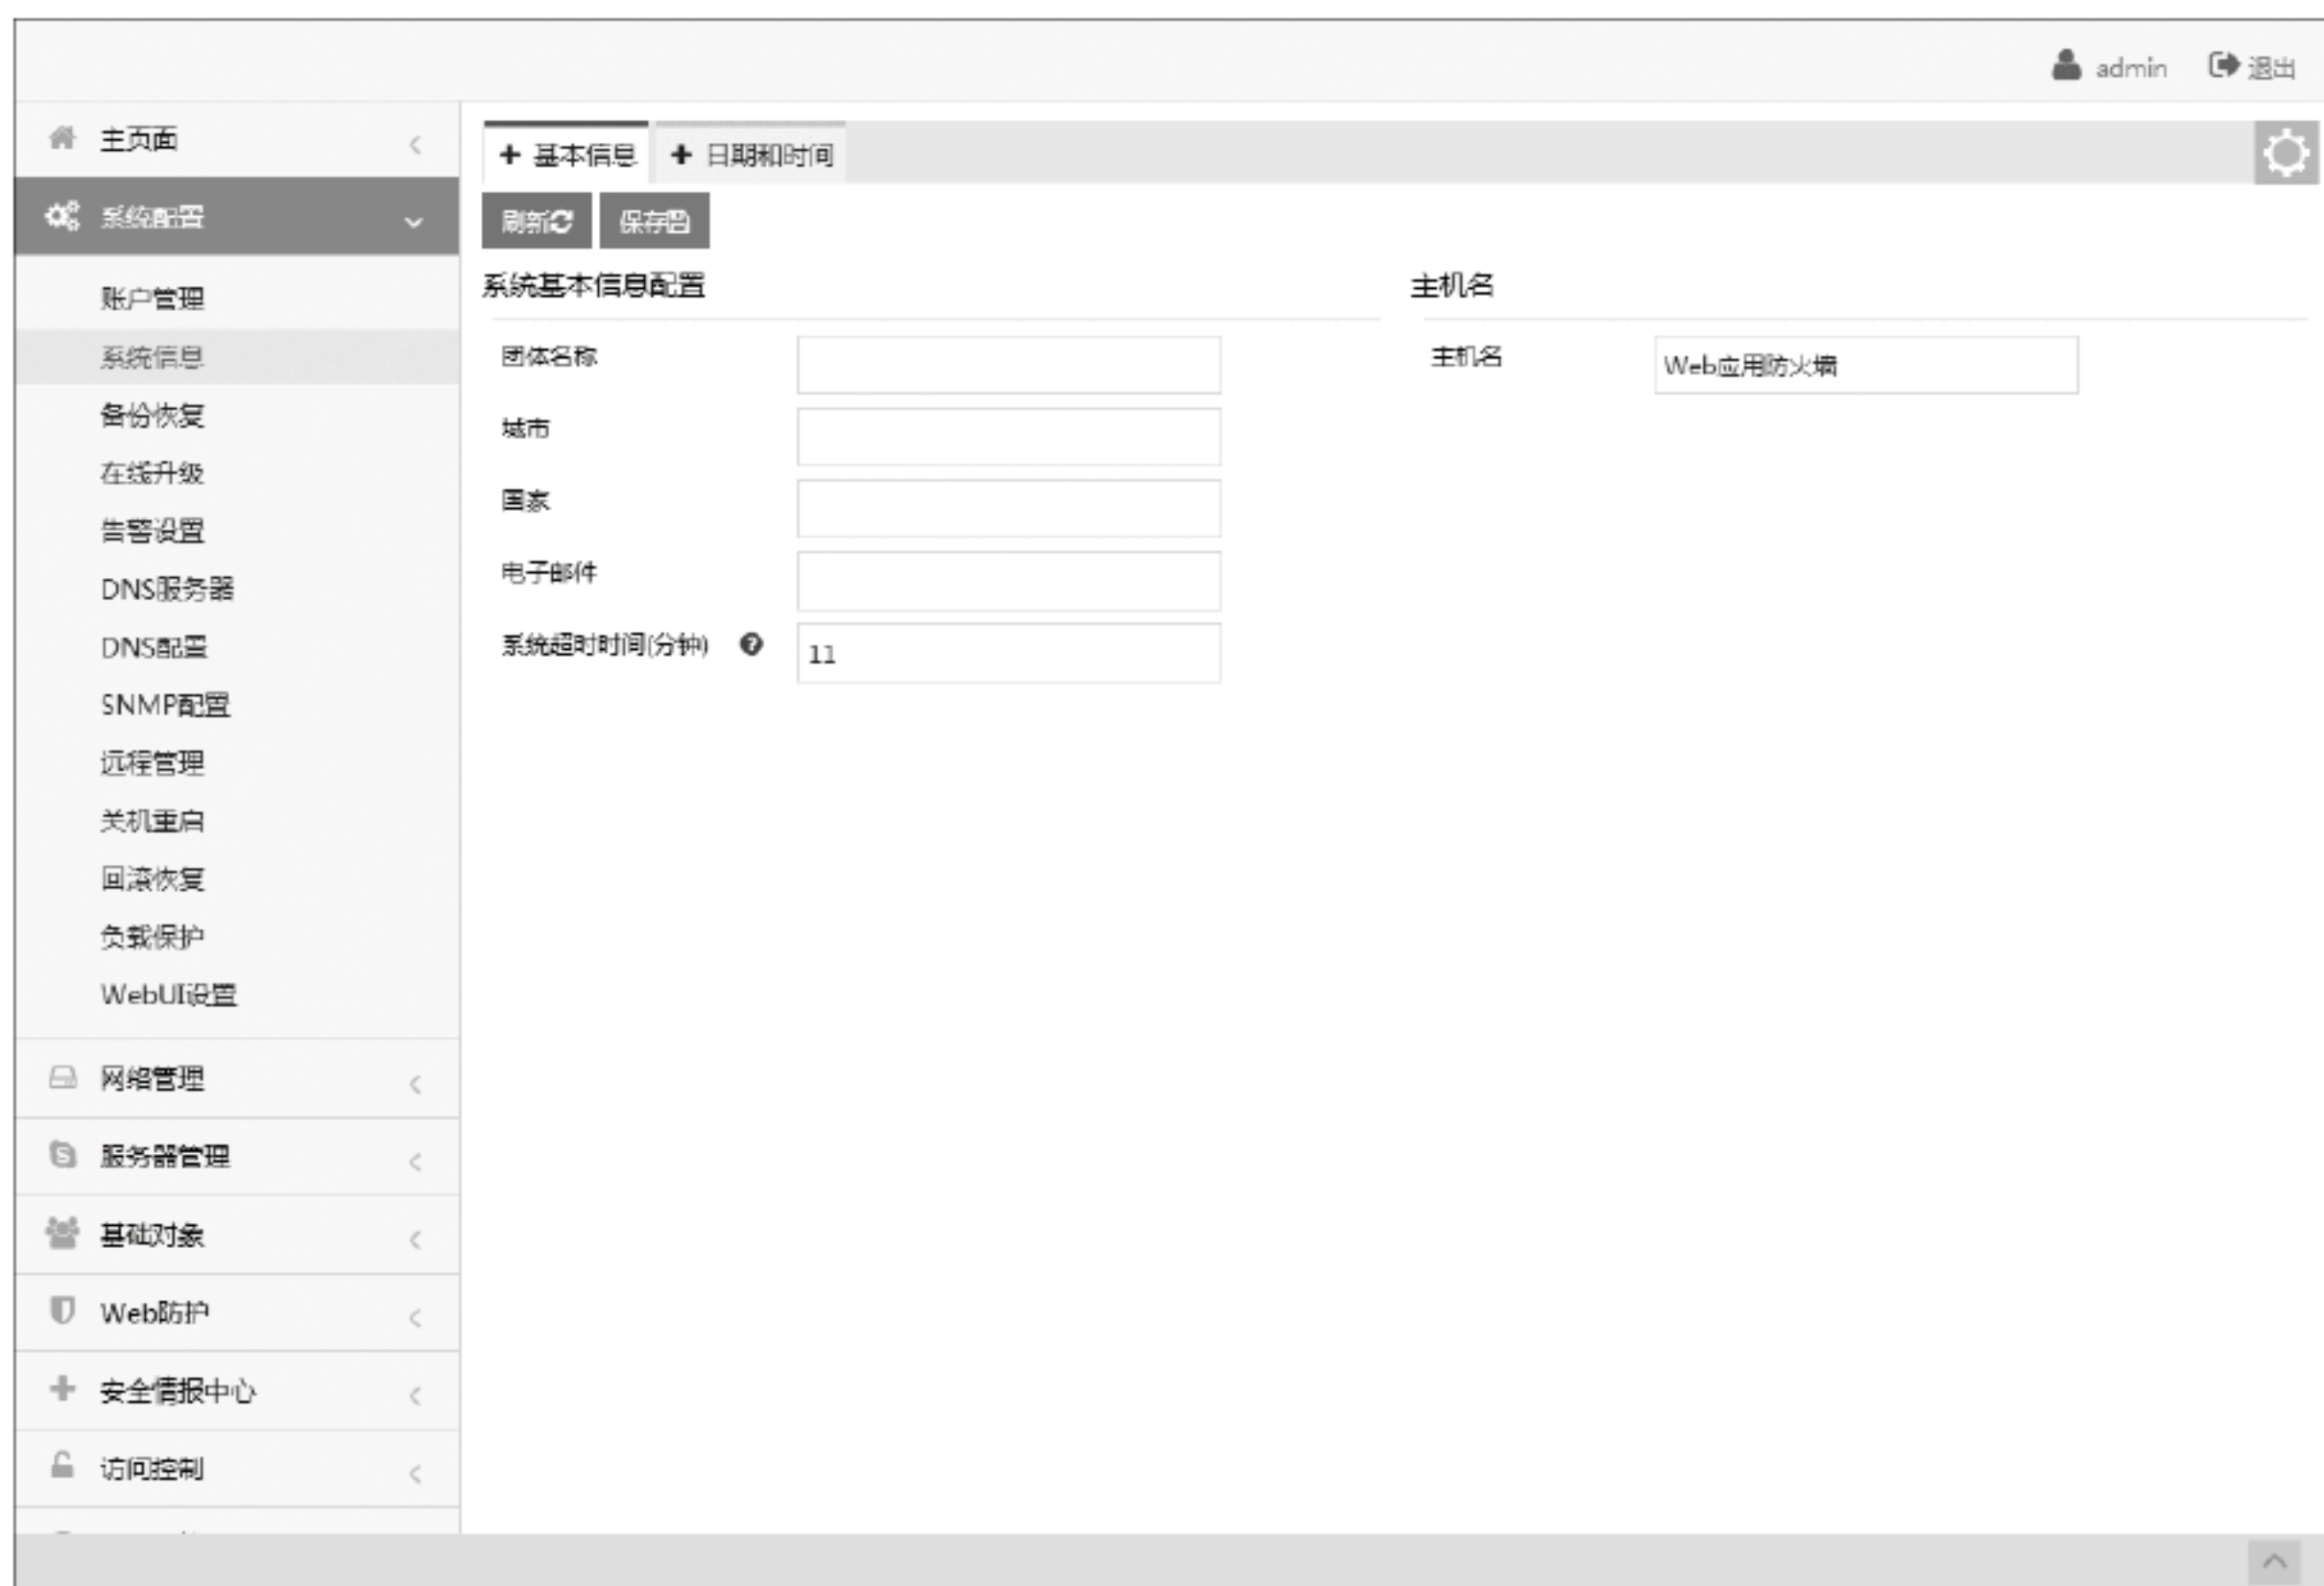 admin 退出
主页面
系统配置
账户管理
系统信息
备份恢复
在线升级
告警设置
DNS服务器
DNS配置
SNMP配置
远程管理
关机重启
回滚恢复
负载保护
WebUI设置
网络管理
服务器管理
基础对象
Web防护
安全情报中心
访问控制
基本信息 日期和时间
刷新 保存
系统基本信息配置
团体名称
城市
国家
电子邮件
系统超时时间(分钟) 11
主机名
主机名 Web应用防火墙